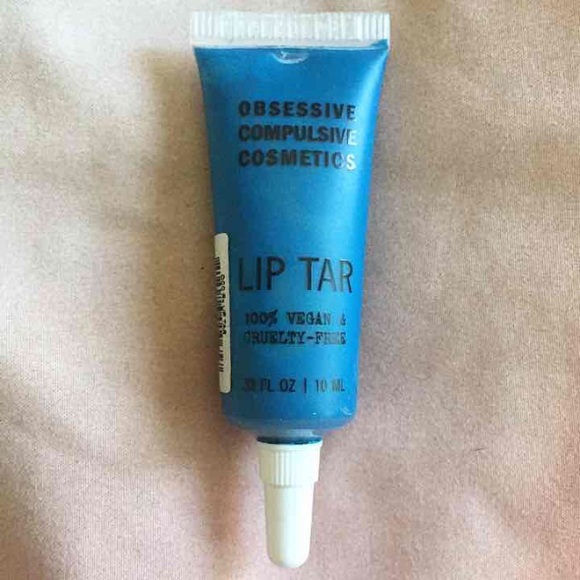 OBSESSIVE
COMPULSIVE
COSMETICS
LIP TAR
100% VEGAN &
CRUELTY-FREE
.33 FL OZ | 10 ML